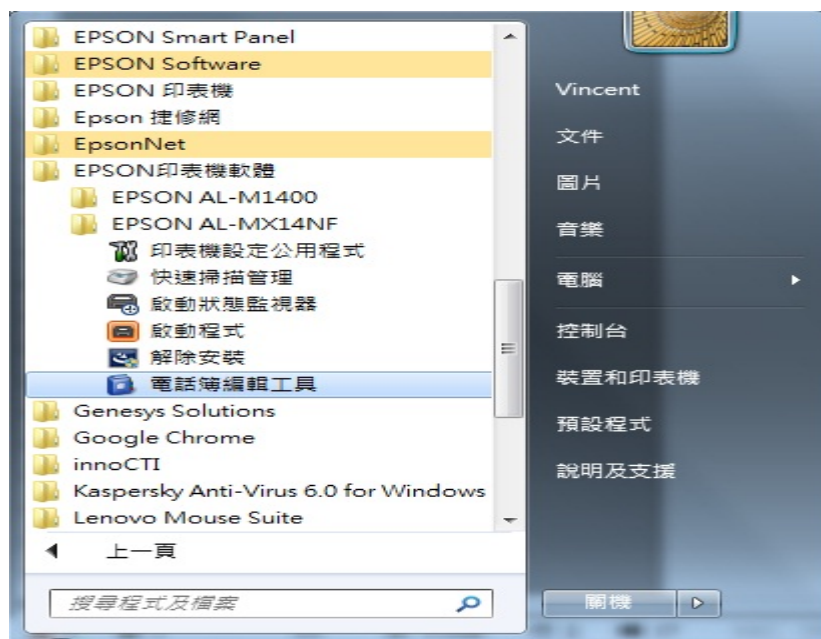 EPSON Smart Panel
EPSON Software
EPSON 印表機
Epson 捷修網
EpsonNet
EPSON印表機軟體
EPSON AL-M1400
EPSON AL-MX14NF
印表機設定公用程式
快速掃描管理
啟動狀態監視器
啟動程式
解除安裝
電話簿編輯工具
Genesys Solutions
Google Chrome
innoCTI
Kaspersky Anti-Virus 6.0 for Windows
Lenovo Mouse Suite
上一頁
搜尋程式及檔案
Vincent
文件
圖片
音樂
電腦
控制台
裝置和印表機
預設程式
說明及支援
關機